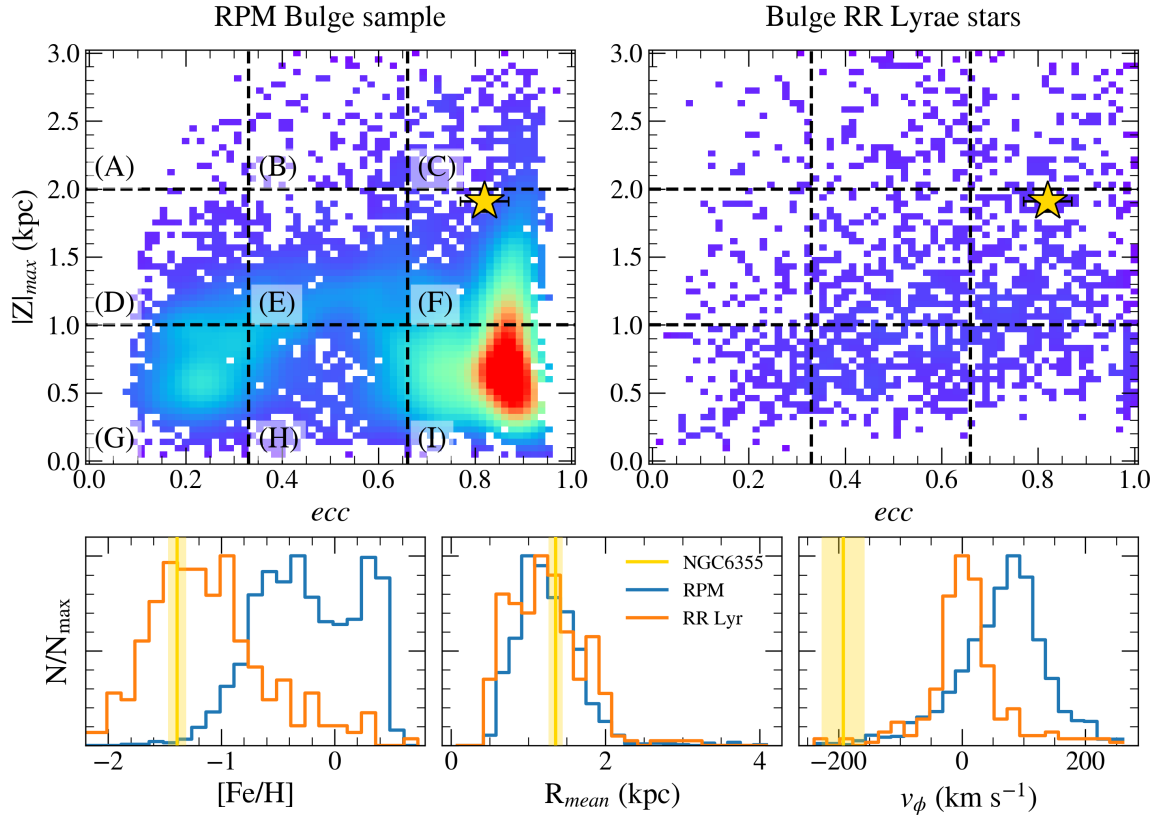 RPM Bulge sample
Bulge RR Lyrae stars
|Z|max (kpc)
3.0
2.5
2.0
1.5
1.0
0.5
0.0
(A)
(B)
(C)
(D)
(E)
(F)
(G)
(H)
(I)
0.0
0.2
0.4
0.6
0.8
1.0
ecc
3.0
2.5
2.0
1.5
1.0
0.5
0.0
0.0
0.2
0.4
0.6
0.8
1.0
ecc
N/Nmax
−2
−1
0
[Fe/H]
NGC6355
RPM
RR Lyr
0
2
4
Rmean (kpc)
−200
0
200
vϕ (km s−1)